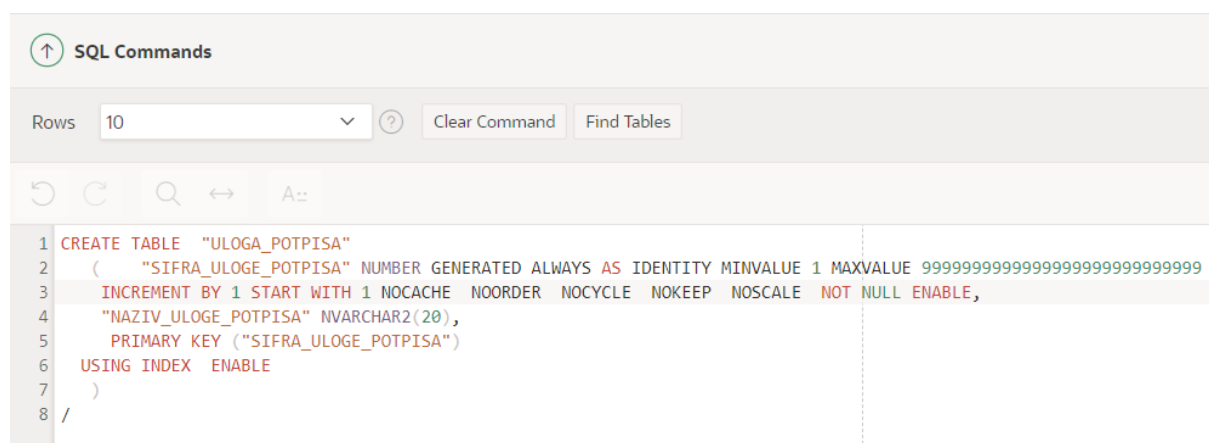 SQL Commands
Rows 10 ? Clear Command Find Tables
A
1 CREATE TABLE "ULOGA_POTPISA"
2 ( "SIFRA_ULOGE_POTPISA" NUMBER GENERATED ALWAYS AS IDENTITY MINVALUE 1 MAXVALUE 9999999999999999999999999999
3 INCREMENT BY 1 START WITH 1 NOCACHE NOORDER NOCYCLE NOKEEP NOSCALE NOT NULL ENABLE,
4 "NAZIV_ULOGE_POTPISA" NVARCHAR2(20),
5 PRIMARY KEY ("SIFRA_ULOGE_POTPISA")
6 USING INDEX ENABLE
7 )
8 /